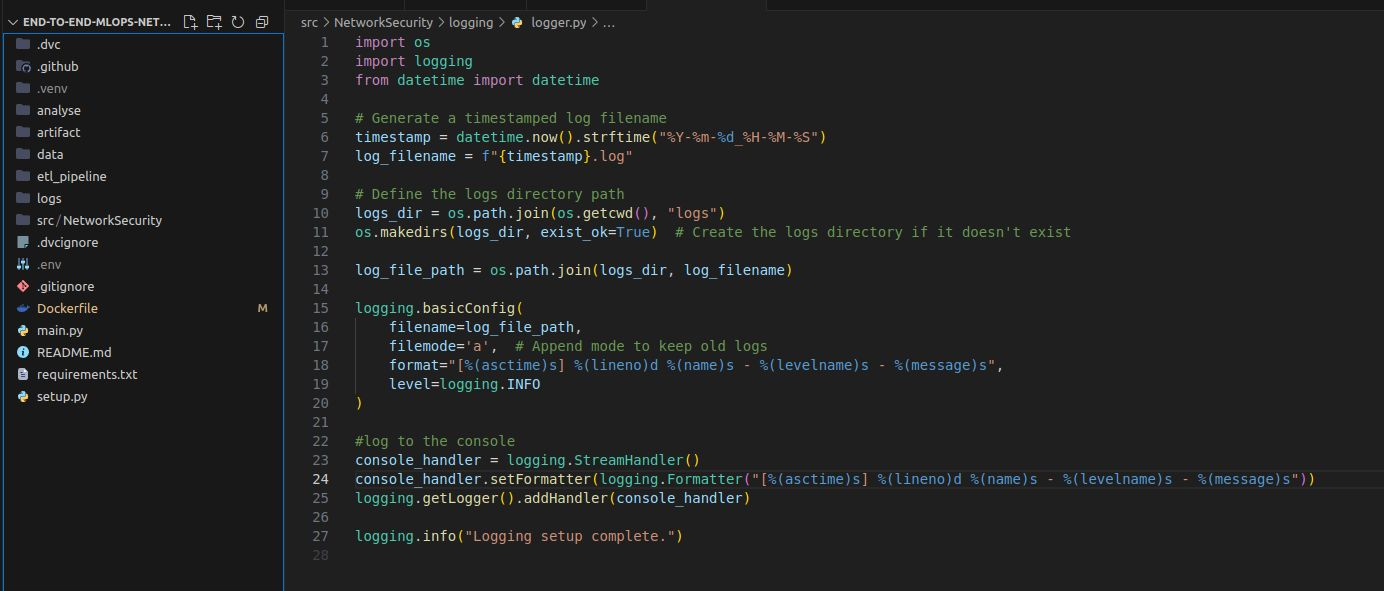 END-TO-END-MLOPS-NET...
.dvc
.github
.venv
analyse
artifact
data
etl_pipeline
logs
src/NetworkSecurity
.dvcignore
.env
.gitignore
Dockerfile M
main.py
README.md
requirements.txt
setup.py
src > NetworkSecurity > logging > logger.py > ...
1 import os
2 import logging
3 from datetime import datetime
4
5 # Generate a timestamped log filename
6 timestamp = datetime.now().strftime("%Y-%m-%d_%H-%M-%S")
7 log_filename = f"{timestamp}.log"
8
9 # Define the logs directory path
10 logs_dir = os.path.join(os.getcwd(), "logs")
11 os.makedirs(logs_dir, exist_ok=True)  # Create the logs directory if it doesn't exist
12
13 log_file_path = os.path.join(logs_dir, log_filename)
14
15 logging.basicConfig(
16     filename=log_file_path,
17     filemode='a',  # Append mode to keep old logs
18     format="[%(asctime)s] %(lineno)d %(name)s - %(levelname)s - %(message)s",
19     level=logging.INFO
20 )
21
22 #log to the console
23 console_handler = logging.StreamHandler()
24 console_handler.setFormatter(logging.Formatter("[%(asctime)s] %(lineno)d %(name)s - %(levelname)s - %(message)s"))
25 logging.getLogger().addHandler(console_handler)
26
27 logging.info("Logging setup complete.")
28